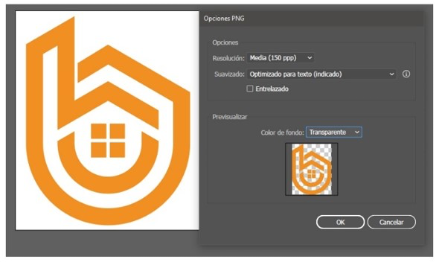 Opciones PNG
Opciones
Resolución: Media (150 ppp)
Suavizado: Optimizado para texto (indicado)
Entrelazado
Previsualizar
Color de fondo: Transparente
OK
Cancelar